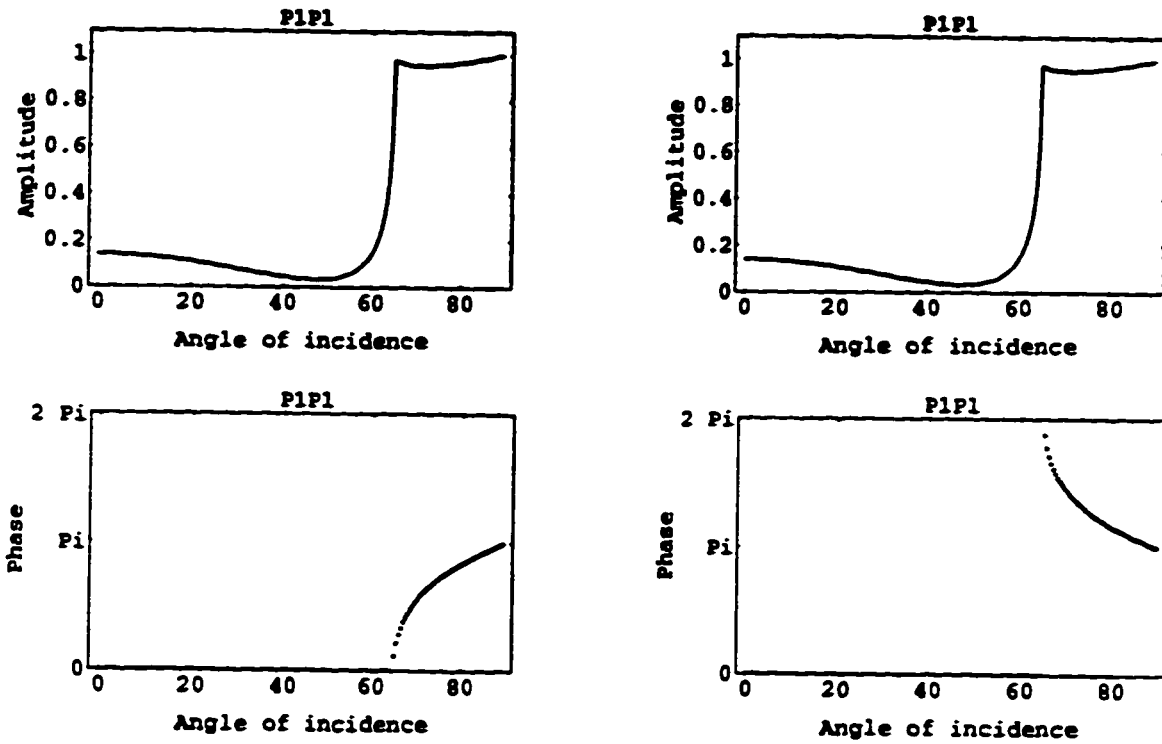 P1P1
1
0.8
0.6
0.4
0.2
0
Amplitude
0 20 40 60 80
Angle of incidence
P1P1
1
0.8
0.6
0.4
0.2
0
Amplitude
0 20 40 60 80
Angle of incidence
P1P1
2 Pi
Pi
0
Phase
0 20 40 60 80
Angle of incidence
P1P1
2 Pi
Pi
0
Phase
0 20 40 60 80
Angle of incidence